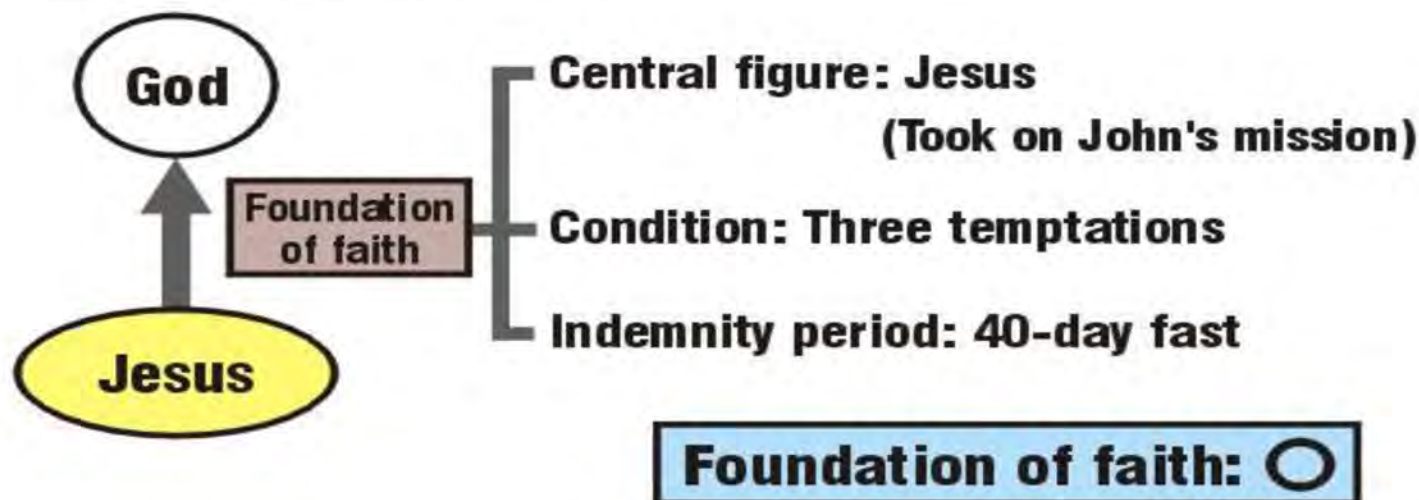 God
Central figure: Jesus
(Took on John's mission)
Foundation
of faith
Condition: Three temptations
Indemnity period: 40-day fast
Jesus
Foundation of faith: O